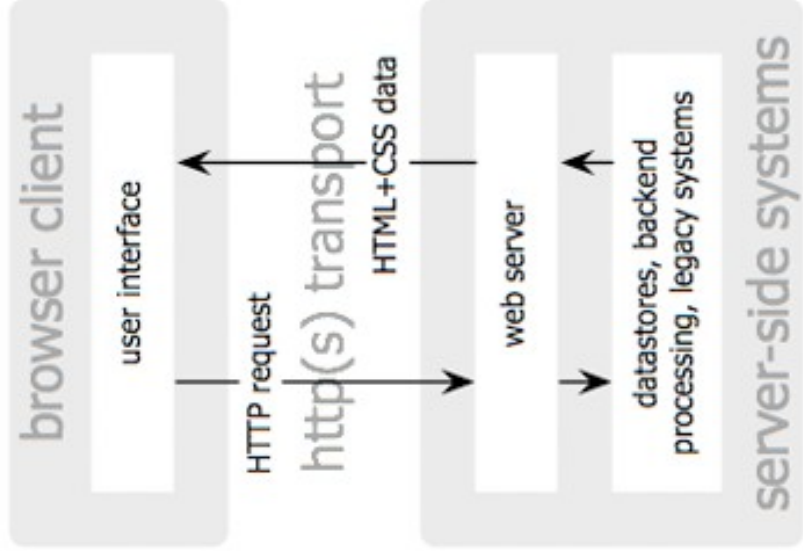 browser client
user interface
HTTP request
http(s) transport
HTML+CSS data
web server
datastores, backend
processing, legacy systems
server-side systems